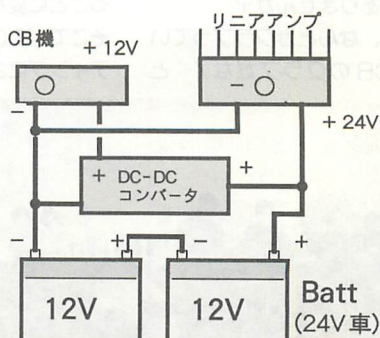 リニアアンプ
CB機
+12V
− ○
−
+24V
+ DC-DC
コンバータ
+
− + − +
12V 12V
Batt
(24V車)